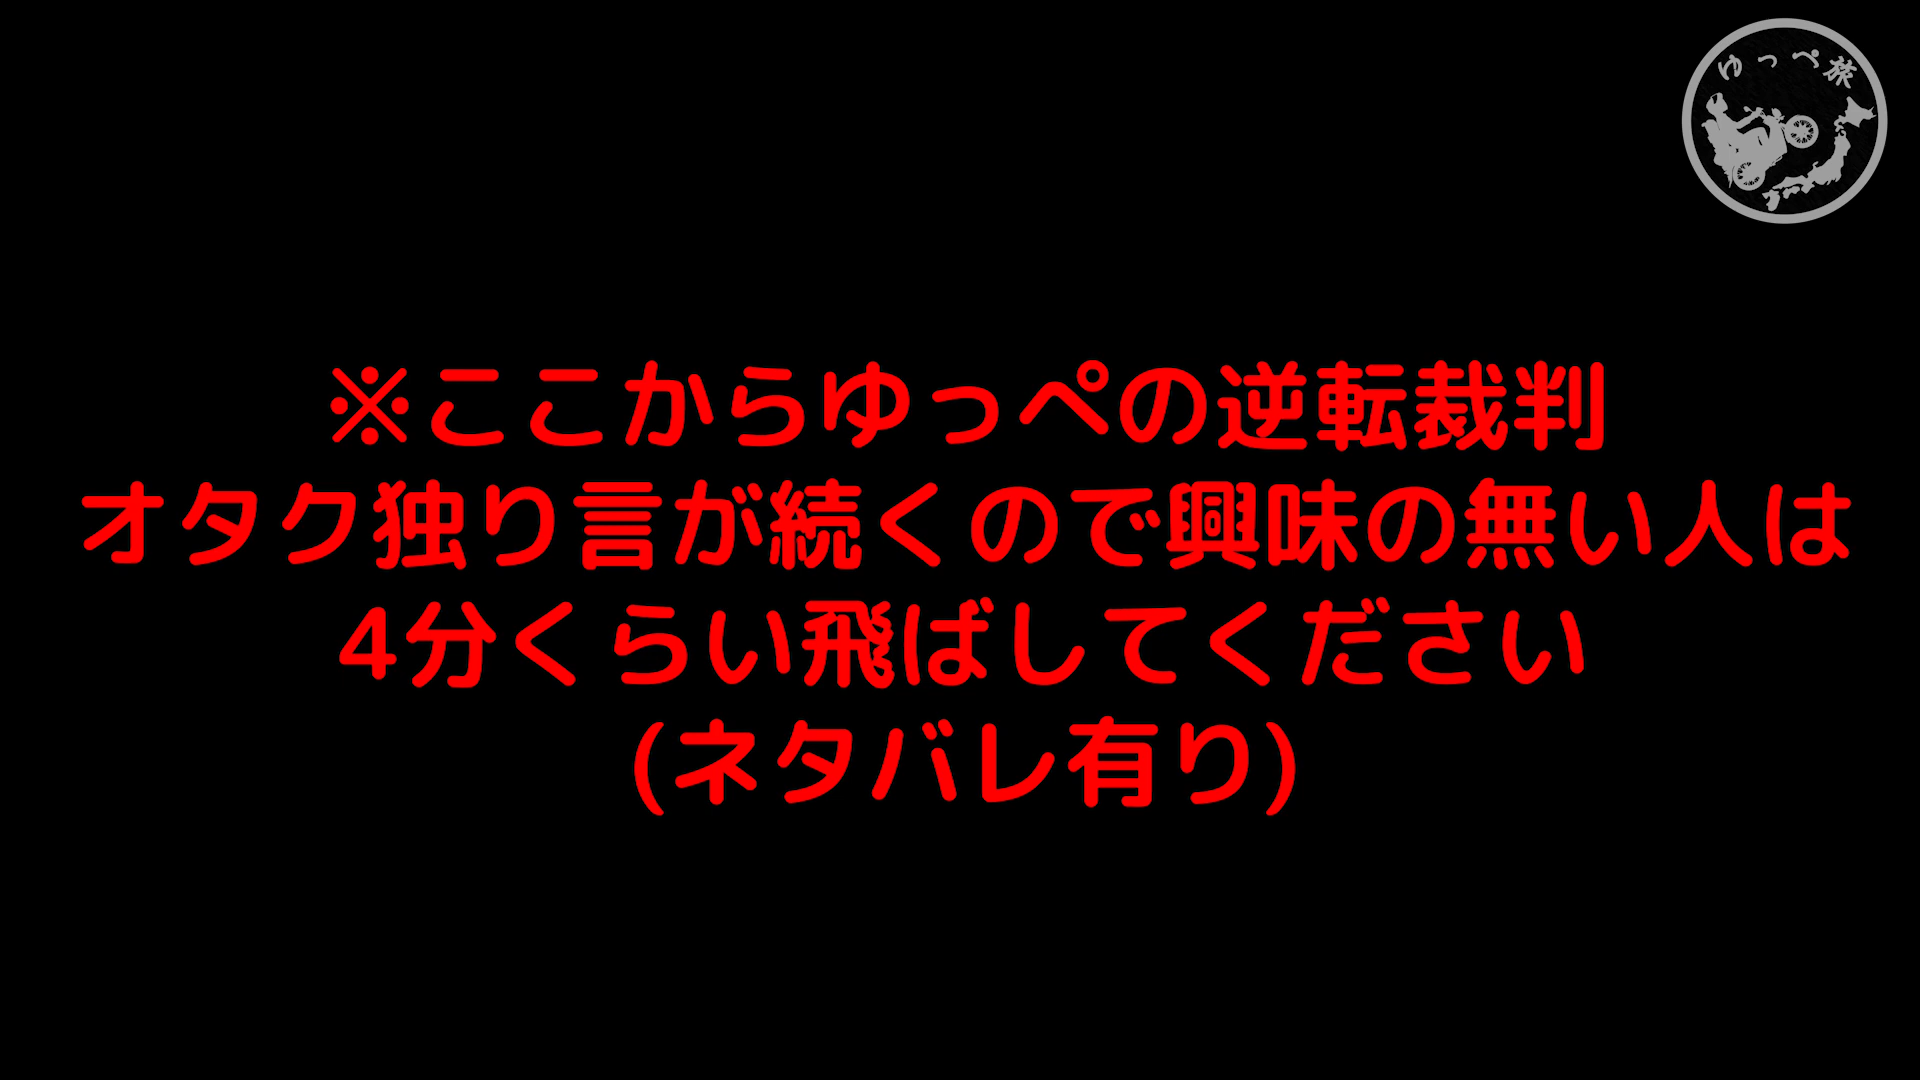 ゆっぺ旅
※ここからゆっぺの逆転裁判
オタク独り言が続くので興味の無い人は
4分くらい飛ばしてください
(ネタバレ有り)